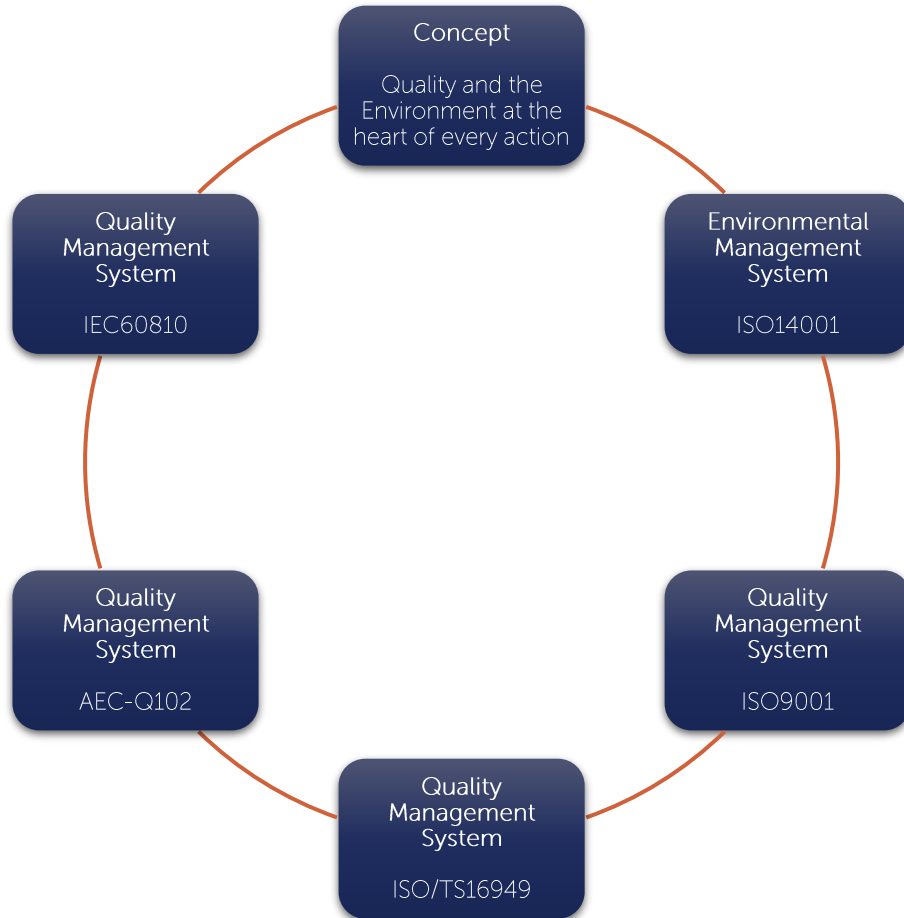 Concept
Quality and the
Environment at the
heart of every action
Environmental
Management
System
ISO14001
Quality
Management
System
ISO9001
Quality
Management
System
ISO/TS16949
Quality
Management
System
AEC-Q102
Quality
Management
System
IEC60810